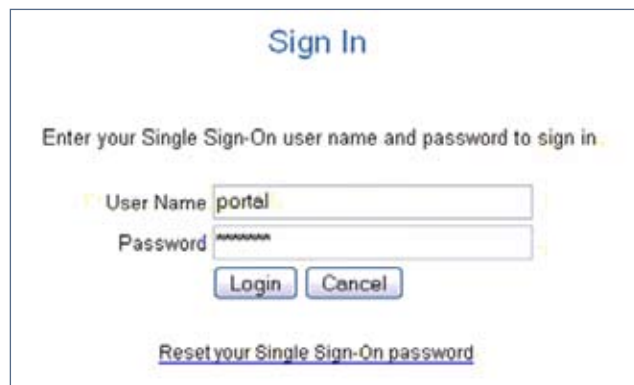 Sign In
Enter your Single Sign-On user name and password to sign in.
User Name portal
Password *******
Login Cancel
Reset your Single Sign-On password